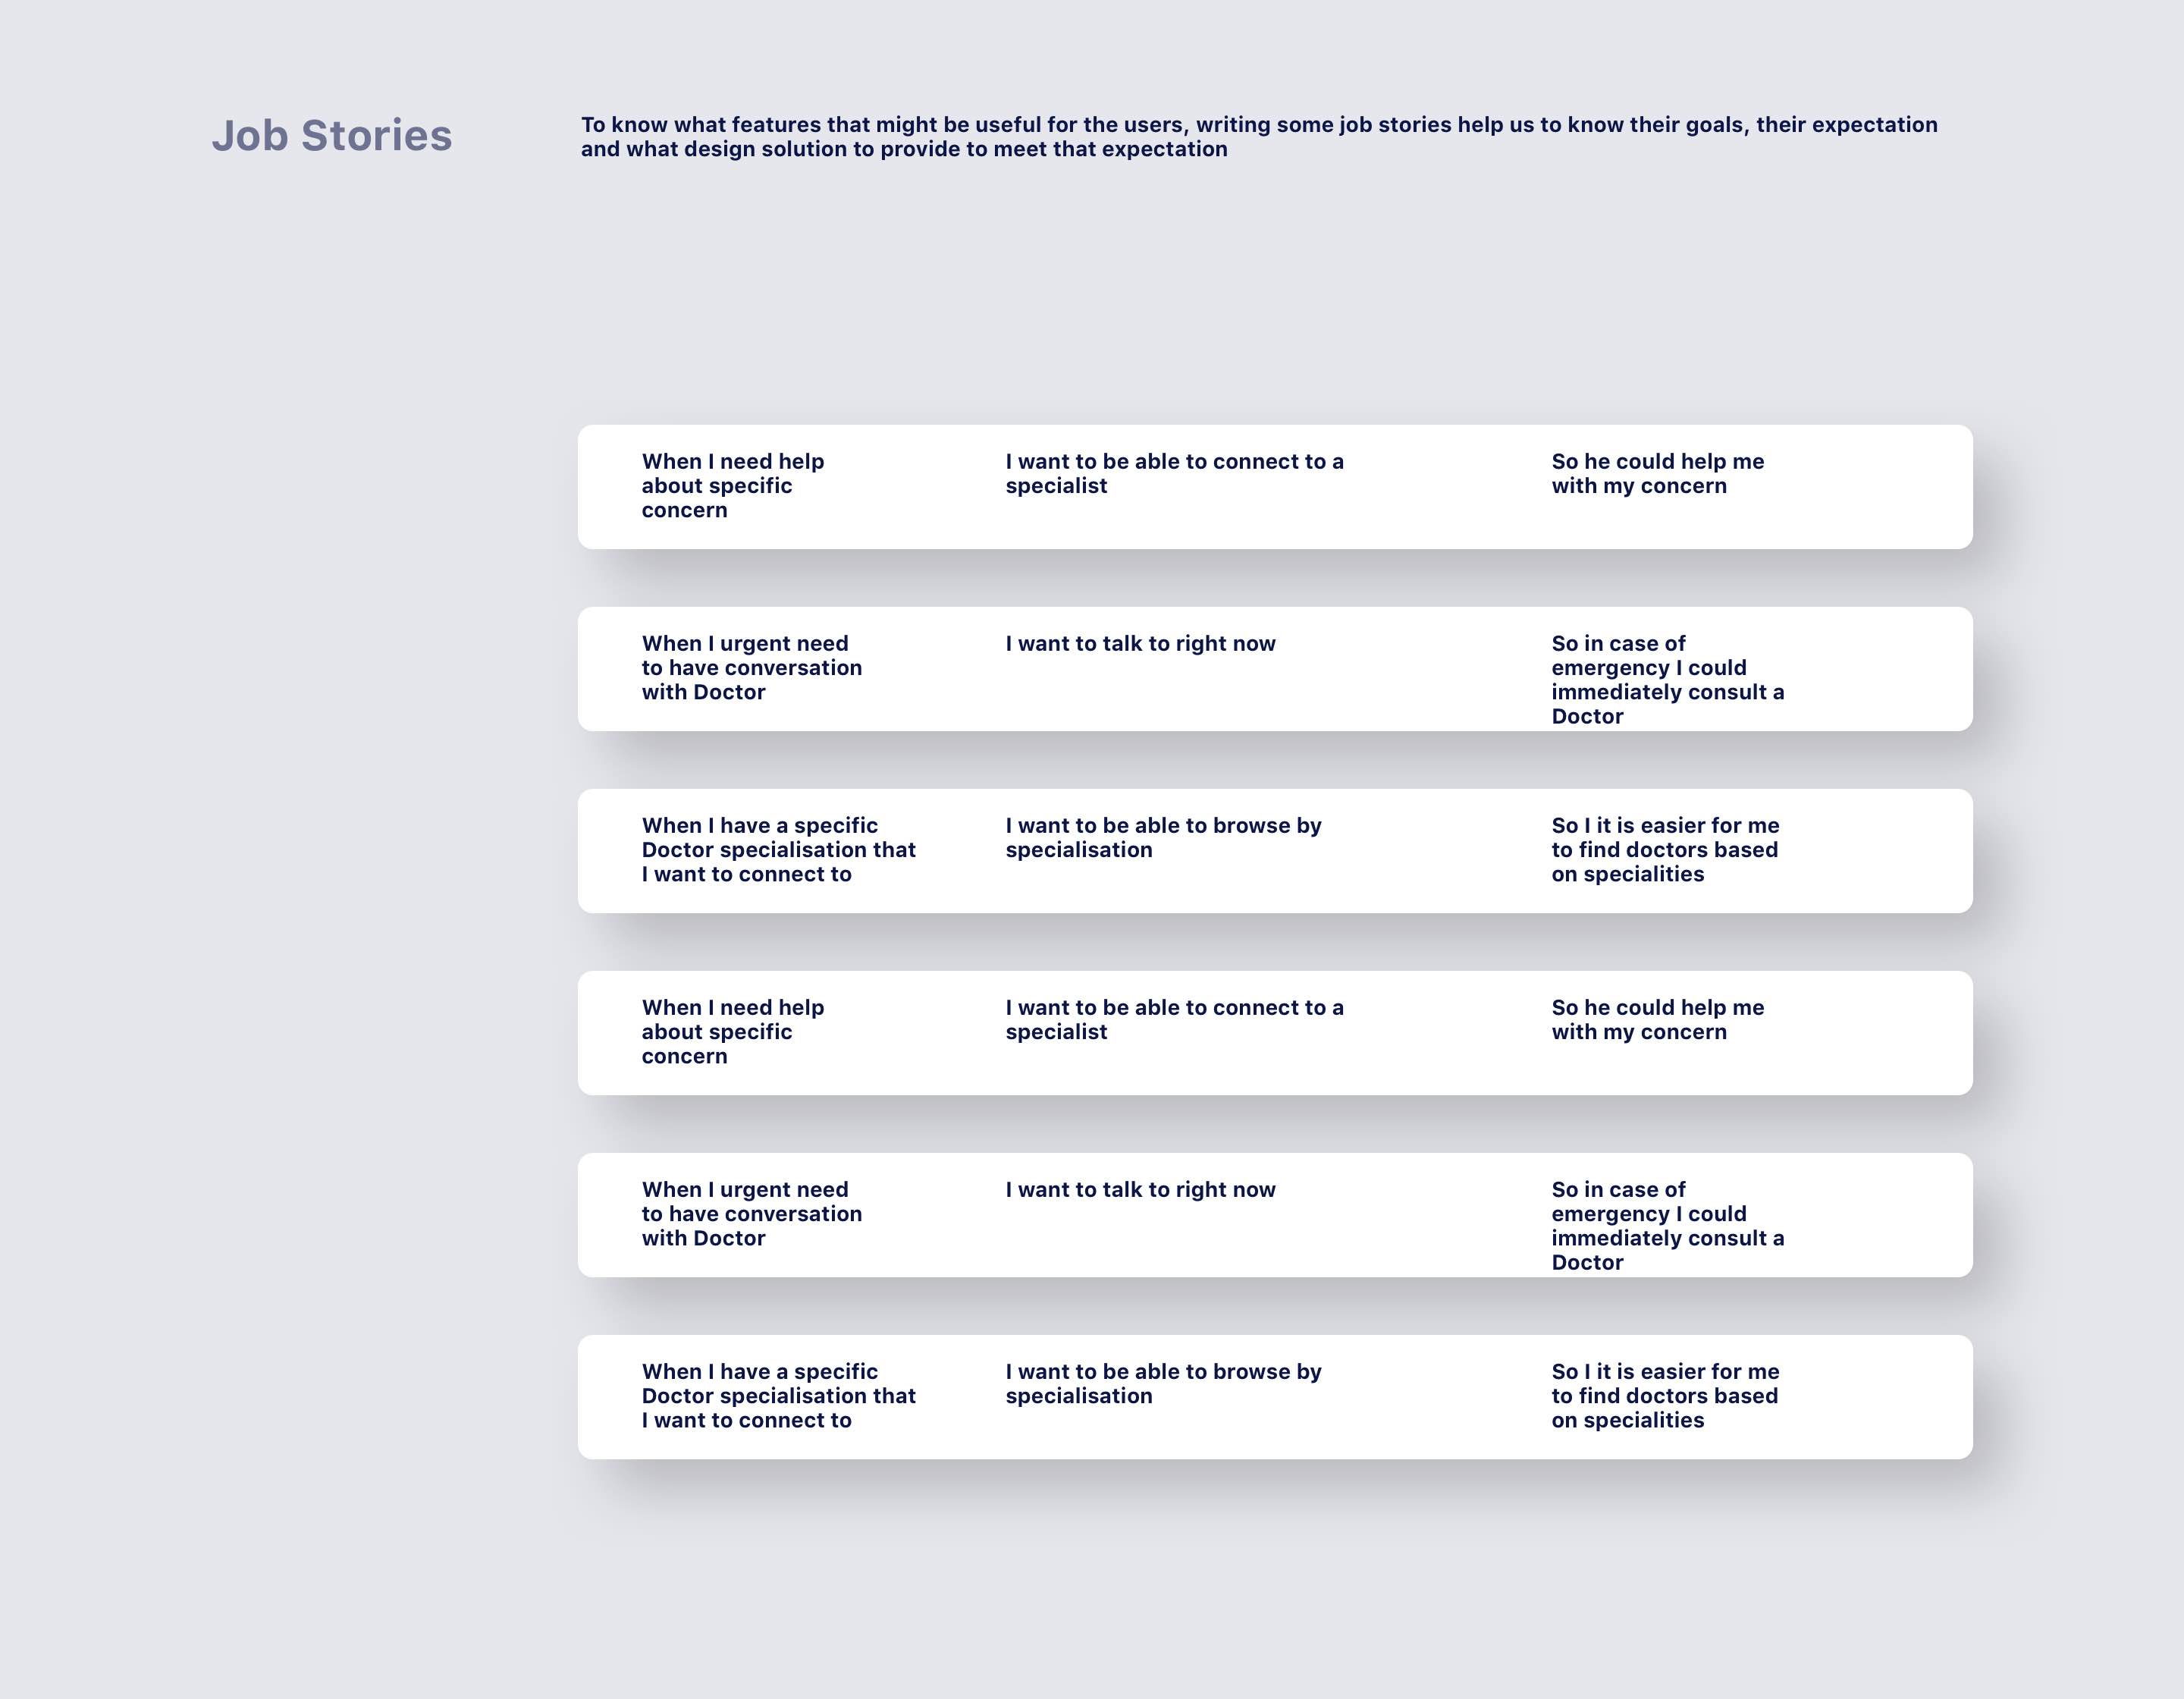 Job Stories
To know what features that might be useful for the users, writing some job stories help us to know their goals, their expectation
and what design solution to provide to meet that expectation
When I need help
about specific
concern
I want to be able to connect to a
specialist
So he could help me
with my concern
When I urgent need
to have conversation
with Doctor
I want to talk to right now
So in case of
emergency I could
immediately consult a
Doctor
When I have a specific
Doctor specialisation that
I want to connect to
I want to be able to browse by
specialisation
So I it is easier for me
to find doctors based
on specialities
When I need help
about specific
concern
I want to be able to connect to a
specialist
So he could help me
with my concern
When I urgent need
to have conversation
with Doctor
I want to talk to right now
So in case of
emergency I could
immediately consult a
Doctor
When I have a specific
Doctor specialisation that
I want to connect to
I want to be able to browse by
specialisation
So I it is easier for me
to find doctors based
on specialities